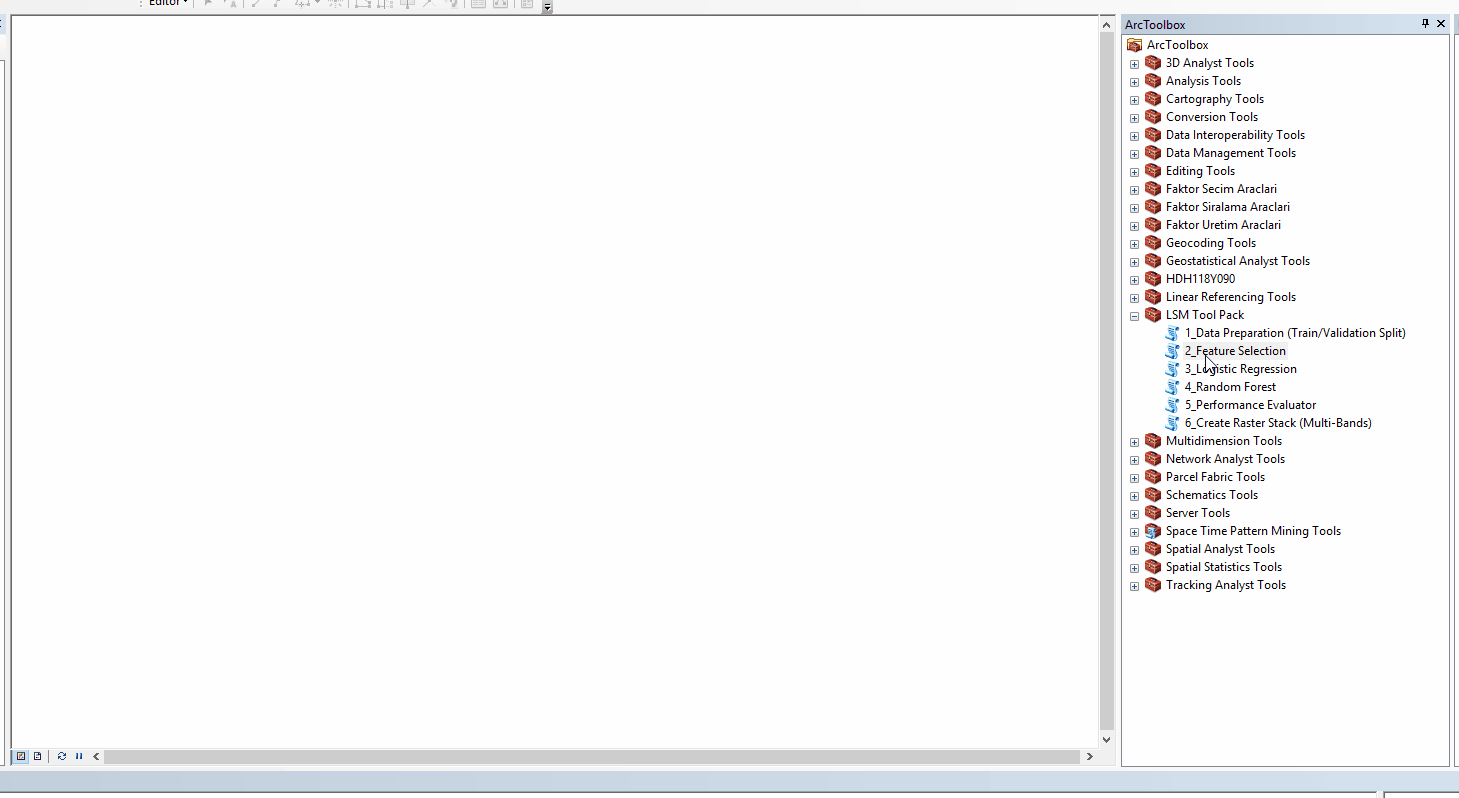 Editor
ArcToolbox
ArcToolbox
3D Analyst Tools
Analysis Tools
Cartography Tools
Conversion Tools
Data Interoperability Tools
Data Management Tools
Editing Tools
Faktor Secim Araclari
Faktor Siralama Araclari
Faktor Uretim Araclari
Geocoding Tools
Geostatistical Analyst Tools
HDH118Y090
Linear Referencing Tools
LSM Tool Pack
1_Data Preparation (Train/Validation Split)
2_Feature Selection
3_Logistic Regression
4_Random Forest
5_Performance Evaluator
6_Create Raster Stack (Multi-Bands)
Multidimension Tools
Network Analyst Tools
Parcel Fabric Tools
Schematics Tools
Server Tools
Space Time Pattern Mining Tools
Spatial Analyst Tools
Spatial Statistics Tools
Tracking Analyst Tools